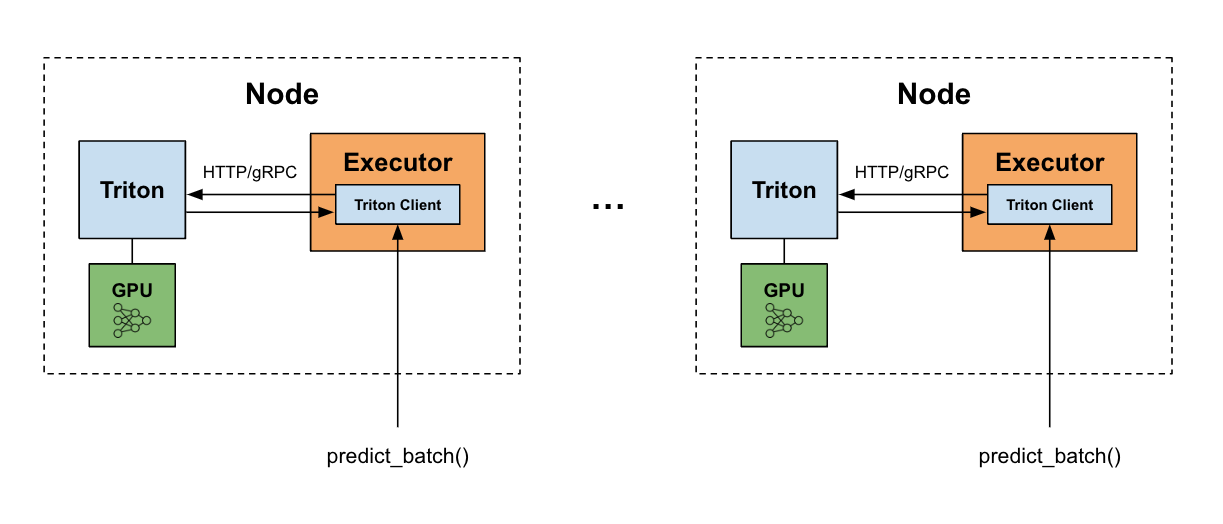 Node
Triton
HTTP/gRPC
Executor
Triton Client
GPU
predict_batch()
...
Node
Triton
HTTP/gRPC
Executor
Triton Client
GPU
predict_batch()